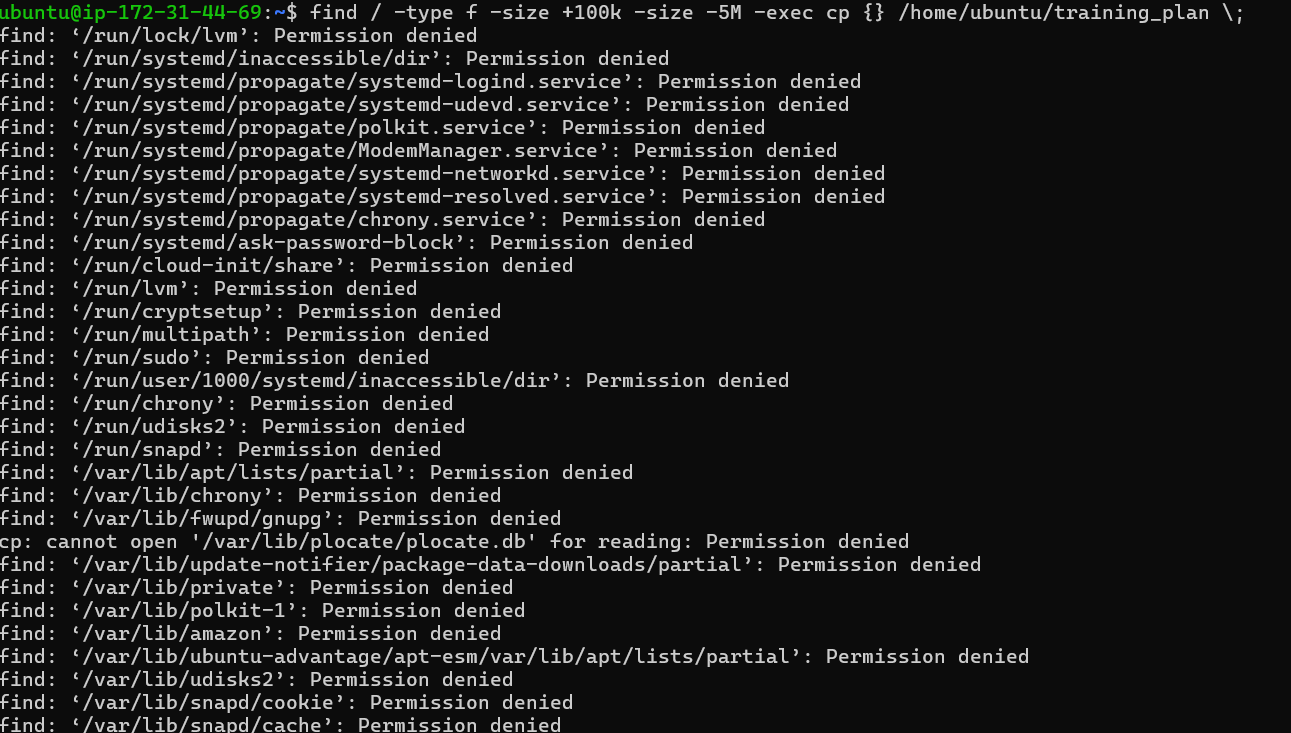 ubuntu@ip-172-31-44-69:~$ find / -type f -size +100k -size -5M -exec cp {} /home/ubuntu/training_plan \;
find: ‘/run/lock/lvm’: Permission denied
find: ‘/run/systemd/inaccessible/dir’: Permission denied
find: ‘/run/systemd/propagate/systemd-logind.service’: Permission denied
find: ‘/run/systemd/propagate/systemd-udevd.service’: Permission denied
find: ‘/run/systemd/propagate/polkit.service’: Permission denied
find: ‘/run/systemd/propagate/ModemManager.service’: Permission denied
find: ‘/run/systemd/propagate/systemd-networkd.service’: Permission denied
find: ‘/run/systemd/propagate/systemd-resolved.service’: Permission denied
find: ‘/run/systemd/propagate/chrony.service’: Permission denied
find: ‘/run/systemd/ask-password-block’: Permission denied
find: ‘/run/cloud-init/share’: Permission denied
find: ‘/run/lvm’: Permission denied
find: ‘/run/cryptsetup’: Permission denied
find: ‘/run/multipath’: Permission denied
find: ‘/run/sudo’: Permission denied
find: ‘/run/user/1000/systemd/inaccessible/dir’: Permission denied
find: ‘/run/chrony’: Permission denied
find: ‘/run/udisks2’: Permission denied
find: ‘/run/snapd’: Permission denied
find: ‘/var/lib/apt/lists/partial’: Permission denied
find: ‘/var/lib/chrony’: Permission denied
find: ‘/var/lib/fwupd/gnupg’: Permission denied
cp: cannot open '/var/lib/plocate/plocate.db' for reading: Permission denied
find: ‘/var/lib/update-notifier/package-data-downloads/partial’: Permission denied
find: ‘/var/lib/private’: Permission denied
find: ‘/var/lib/polkit-1’: Permission denied
find: ‘/var/lib/amazon’: Permission denied
find: ‘/var/lib/ubuntu-advantage/apt-esm/var/lib/apt/lists/partial’: Permission denied
find: ‘/var/lib/udisks2’: Permission denied
find: ‘/var/lib/snapd/cookie’: Permission denied
find: ‘/var/lib/snapd/cache’: Permission denied